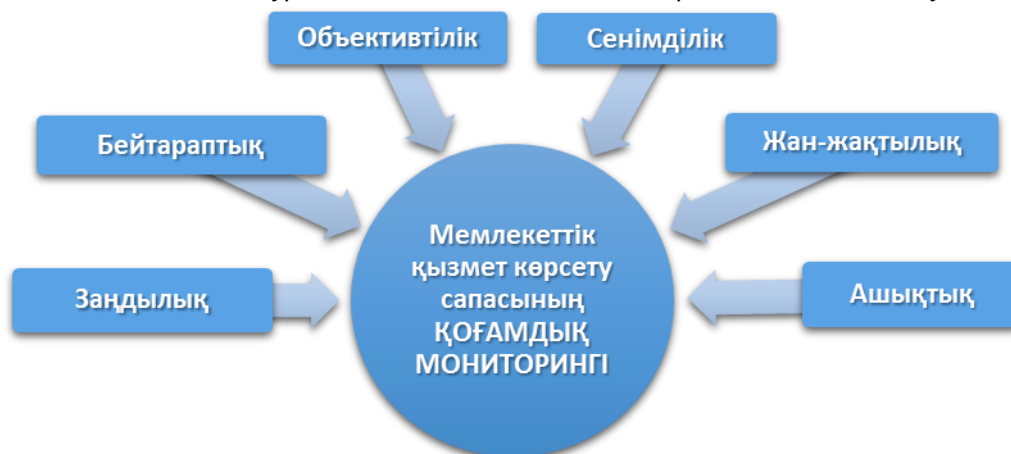 Объективтілік
Сенімділік
Бейтараптық
Жан-жақтылық
Заңдылық
Ашықтық
Мемлекеттік
қызмет көрсету
сапасының
ҚОҒАМДЫҚ
МОНИТОРИНГІ